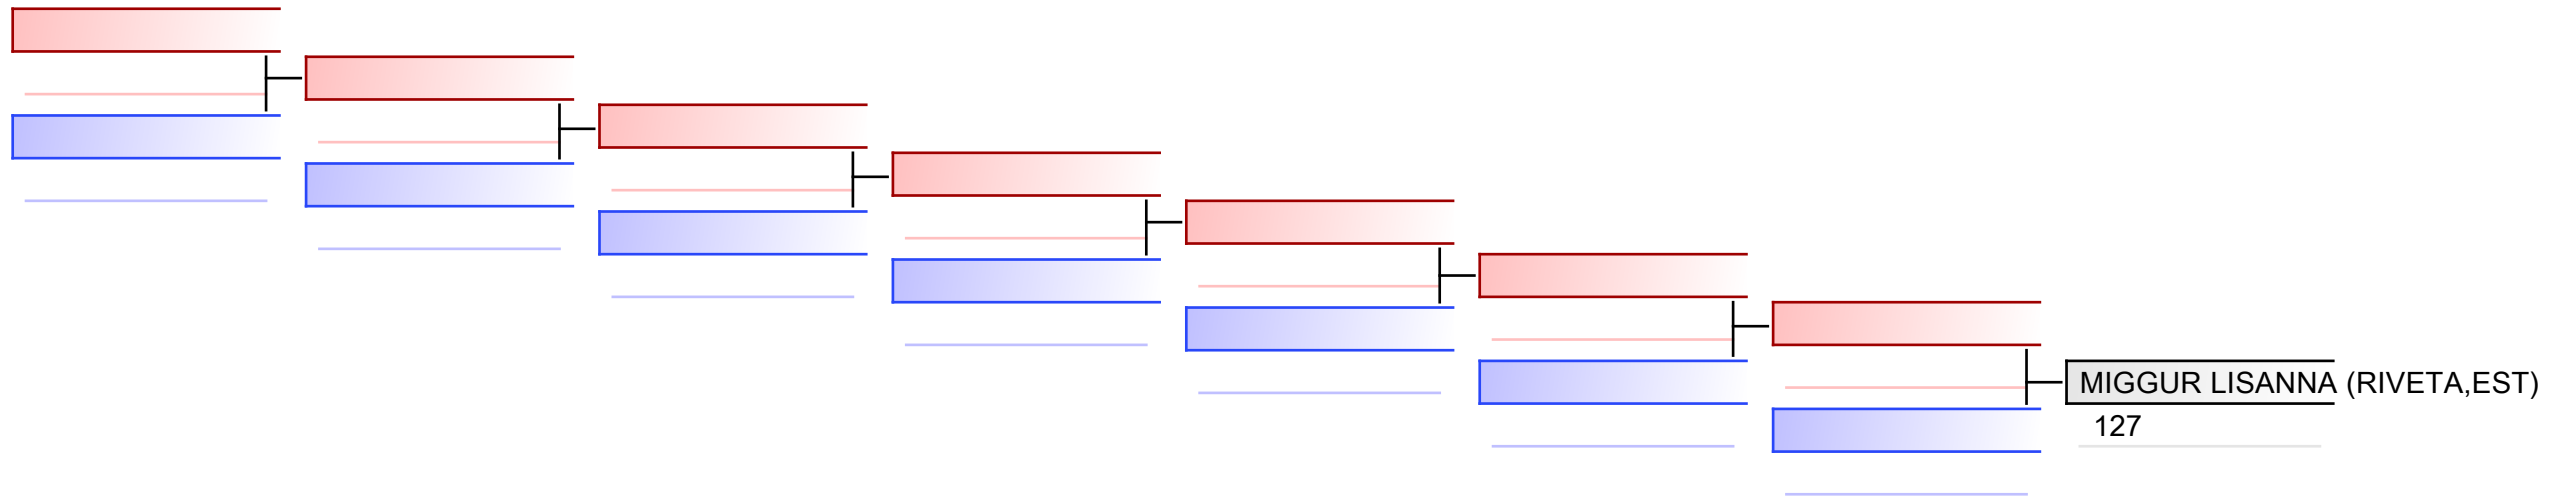 MIGGUR LISANNA (RIVETA,EST)
127